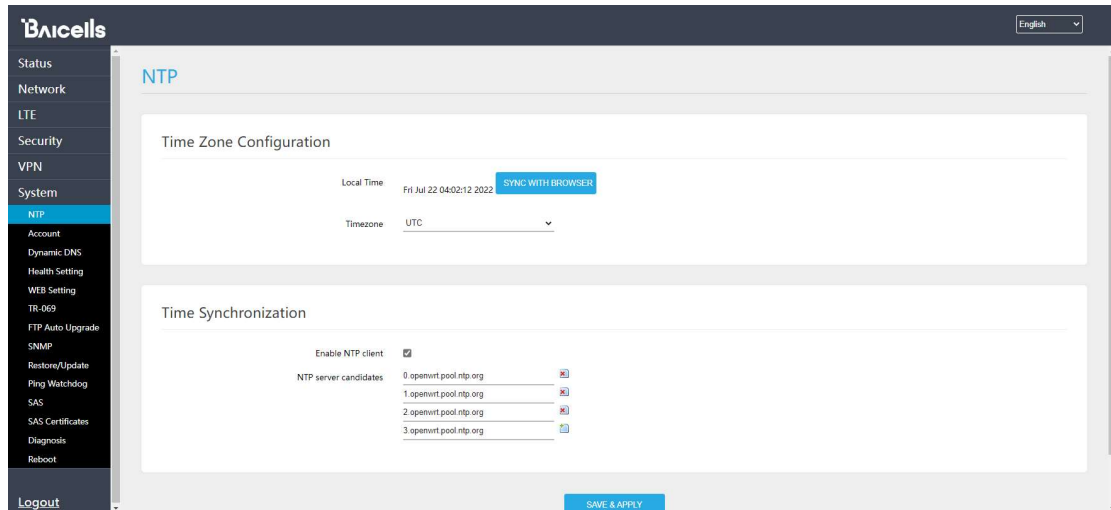 Baicells
English
Status
Network
LTE
Security
VPN
System
NTP
Account
Dynamic DNS
Health Setting
WEB Setting
TR-069
FTP Auto Upgrade
SNMP
Restore/Update
Ping Watchdog
SAS
SAS Certificates
Diagnosis
Reboot
Logout
NTP
Time Zone Configuration
Local Time Fri Jul 22 04:02:12 2022 SYNC WITH BROWSER
Timezone UTC
Time Synchronization
Enable NTP client
NTP server candidates 0.openwrt.pool.ntp.org
1.openwrt.pool.ntp.org
2.openwrt.pool.ntp.org
3.openwrt.pool.ntp.org
SAVE & APPLY